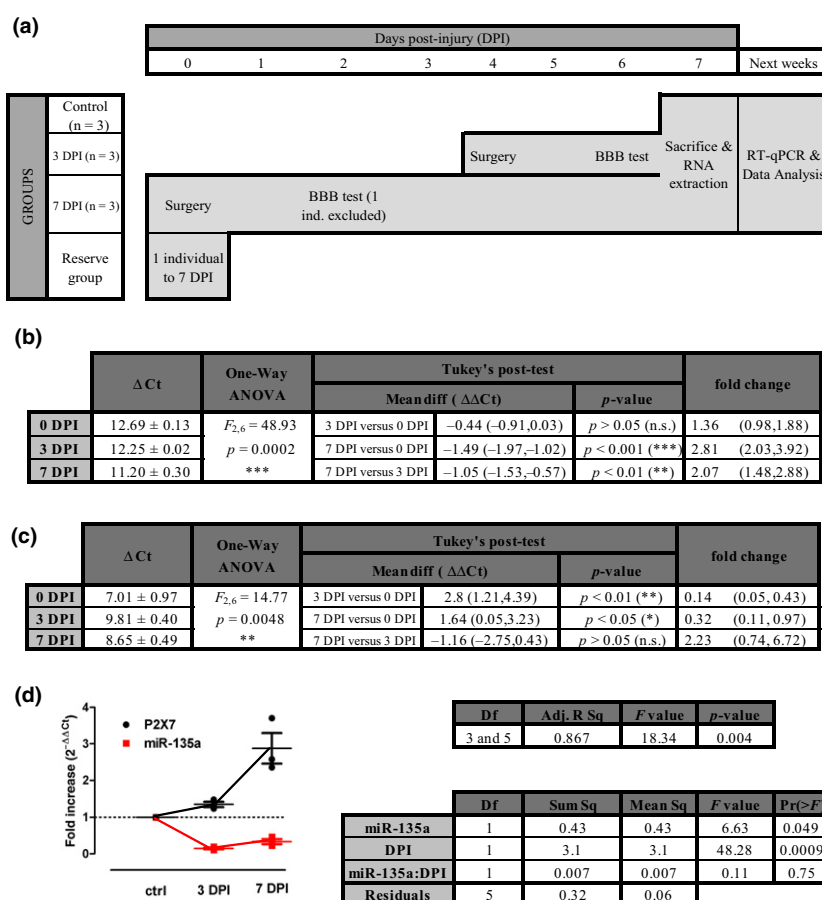 (a)
Days post-injury (DPI)
0 1 2 3 4 5 6 7 Next weeks
GROUPS
Control
(n = 3)
3 DPI (n = 3)
Surgery BBB test
Sacrifice &
RNA
extraction
RT-qPCR &
Data Analysis
7 DPI (n = 3)
Surgery
BBB test (1
ind. excluded)
Reserve
group
1 individual
to 7 DPI
(b)
ΔCt
One-Way
ANOVA
Tukey's post-test
Mean diff ( ΔΔCt) p-value
fold change
0 DPI 12.69 ± 0.13 F2,6 = 48.93 3 DPI versus 0 DPI −0.44 (−0.91,0.03) p > 0.05 (n.s.) 1.36 (0.98,1.88)
3 DPI 12.25 ± 0.02 p = 0.0002 7 DPI versus 0 DPI −1.49 (−1.97,−1.02) p < 0.001 (***) 2.81 (2.03,3.92)
7 DPI 11.20 ± 0.30 *** 7 DPI versus 3 DPI −1.05 (−1.53,−0.57) p < 0.01 (**) 2.07 (1.48,2.88)
(c)
ΔCt
One-Way
ANOVA
Tukey's post-test
Mean diff ( ΔΔCt) p-value
fold change
0 DPI 7.01 ± 0.97 F2,6 = 14.77 3 DPI versus 0 DPI 2.8 (1.21,4.39) p < 0.01 (**) 0.14 (0.05, 0.43)
3 DPI 9.81 ± 0.40 p = 0.0048 7 DPI versus 0 DPI 1.64 (0.05,3.23) p < 0.05 (*) 0.32 (0.11, 0.97)
7 DPI 8.65 ± 0.49 ** 7 DPI versus 3 DPI −1.16 (−2.75,0.43) p > 0.05 (n.s.) 2.23 (0.74, 6.72)
(d)
Fold increase (2−ΔΔCt)
4
3
2
1
0
P2X7
miR-135a
ctrl 3 DPI 7 DPI
Df Adj. R Sq F value p-value
3 and 5 0.867 18.34 0.004
Df Sum Sq Mean Sq F value Pr(>F
miR-135a 1 0.43 0.43 6.63 0.049
DPI 1 3.1 3.1 48.28 0.0009
miR-135a:DPI 1 0.007 0.007 0.11 0.75
Residuals 5 0.32 0.06